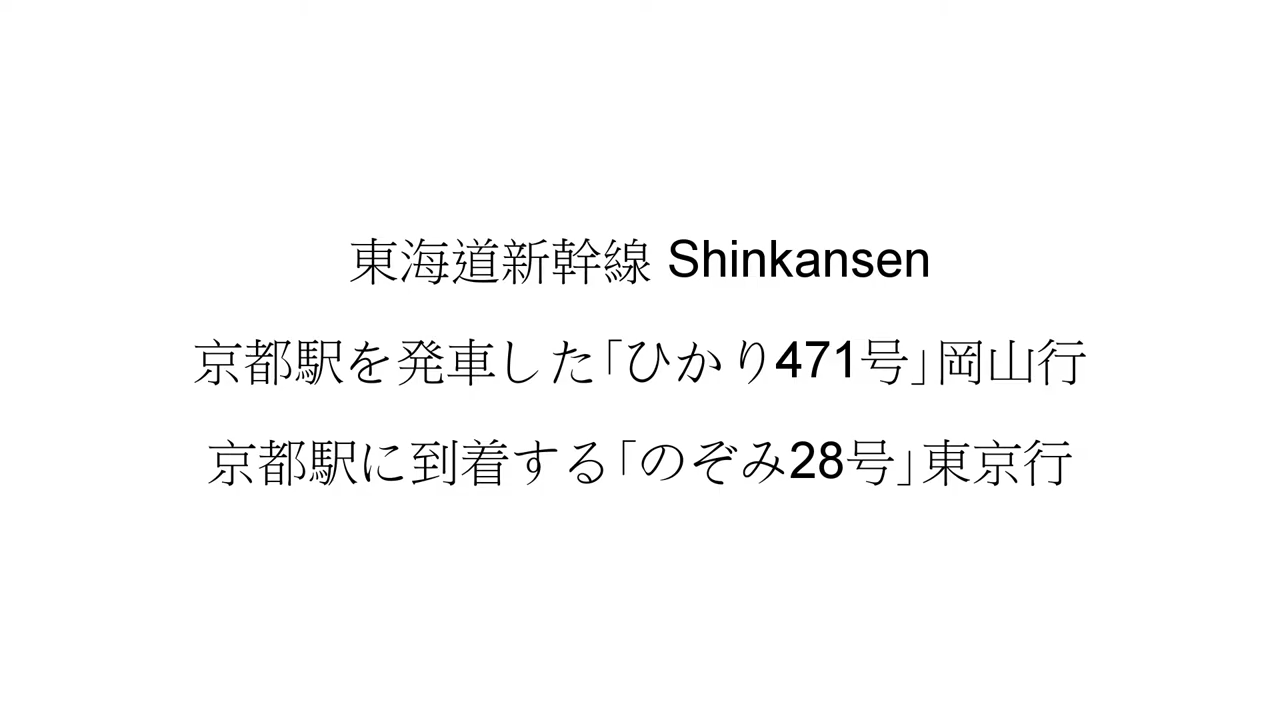 東海道新幹線 Shinkansen
京都駅を発車した「ひかり471号」岡山行
京都駅に到着する「のぞみ28号」東京行